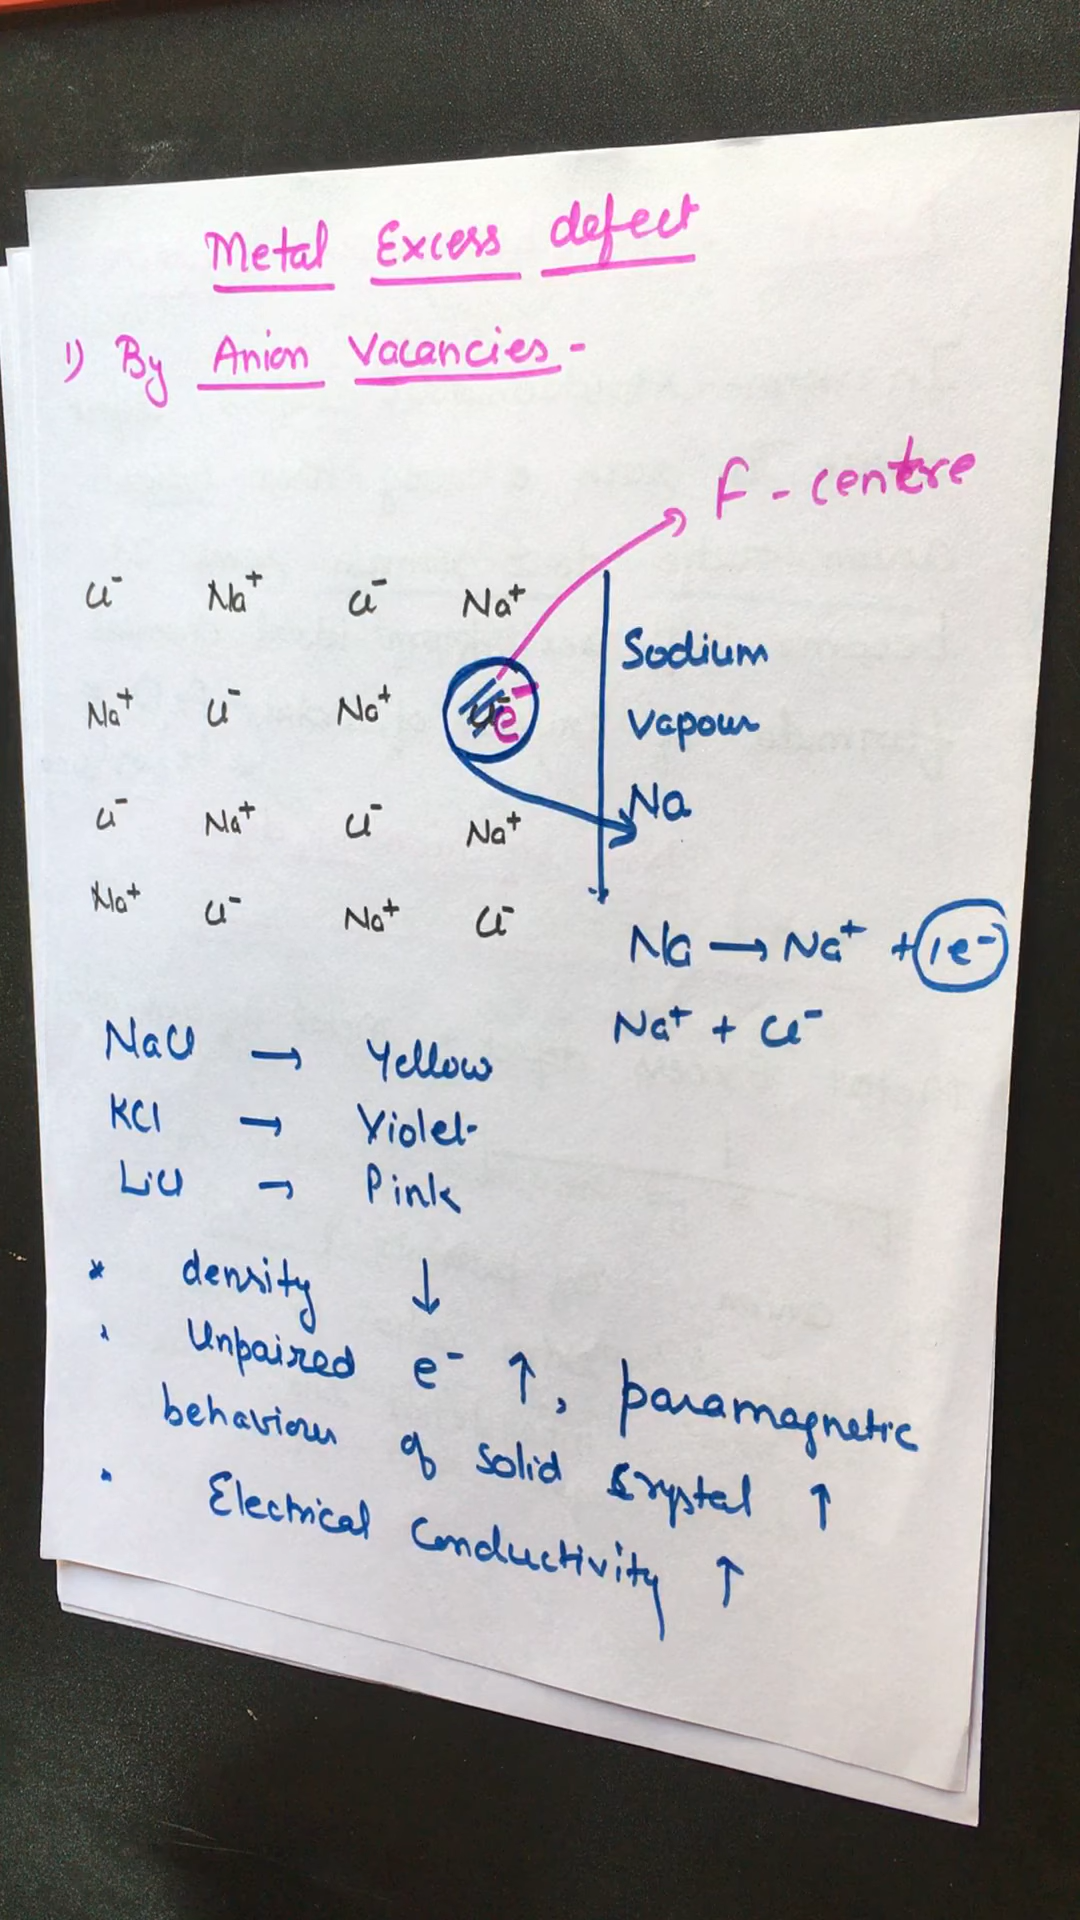 Metal Excess defect
1) By Anion Vacancies -
F - centre
Cl⁻ Na⁺ Cl⁻ Na⁺
Na⁺ Cl⁻ Na⁺ e⁻
Cl⁻ Na⁺ Cl⁻ Na⁺
Na⁺ Cl⁻ Na⁺ Cl⁻
Sodium
vapour
Na
Na → Na⁺ + 1e⁻
Na⁺ + Cl⁻
NaCl → Yellow
KCl → Violet
LiCl → Pink
* density ↓
* Unpaired e⁻ ↑, paramagnetic
behaviour of solid crystal ↑
* Electrical Conductivity ↑